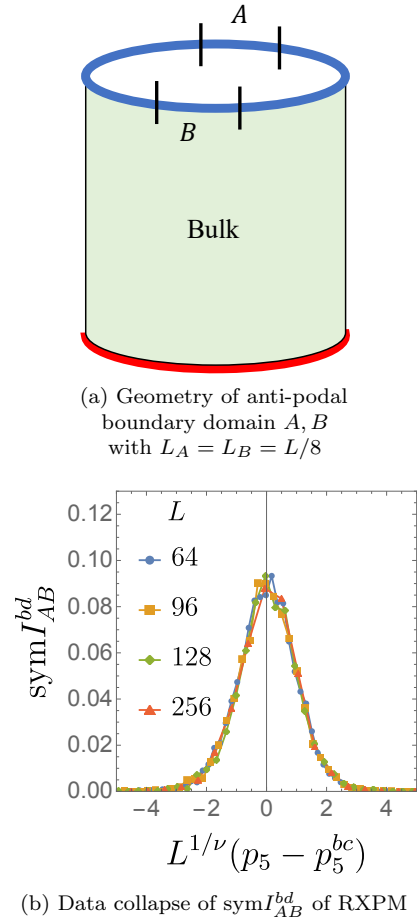 A
B
Bulk
(a) Geometry of anti-podal
boundary domain A, B
with L_A = L_B = L/8
L
64
96
128
256
0.12
0.10
0.08
0.06
0.04
0.02
0.00
symI_{AB}^{bd}
−4 −2 0 2 4
L^{1/ν}(p_5 − p_5^{bc})
(b) Data collapse of symI_{AB}^{bd} of RXPM